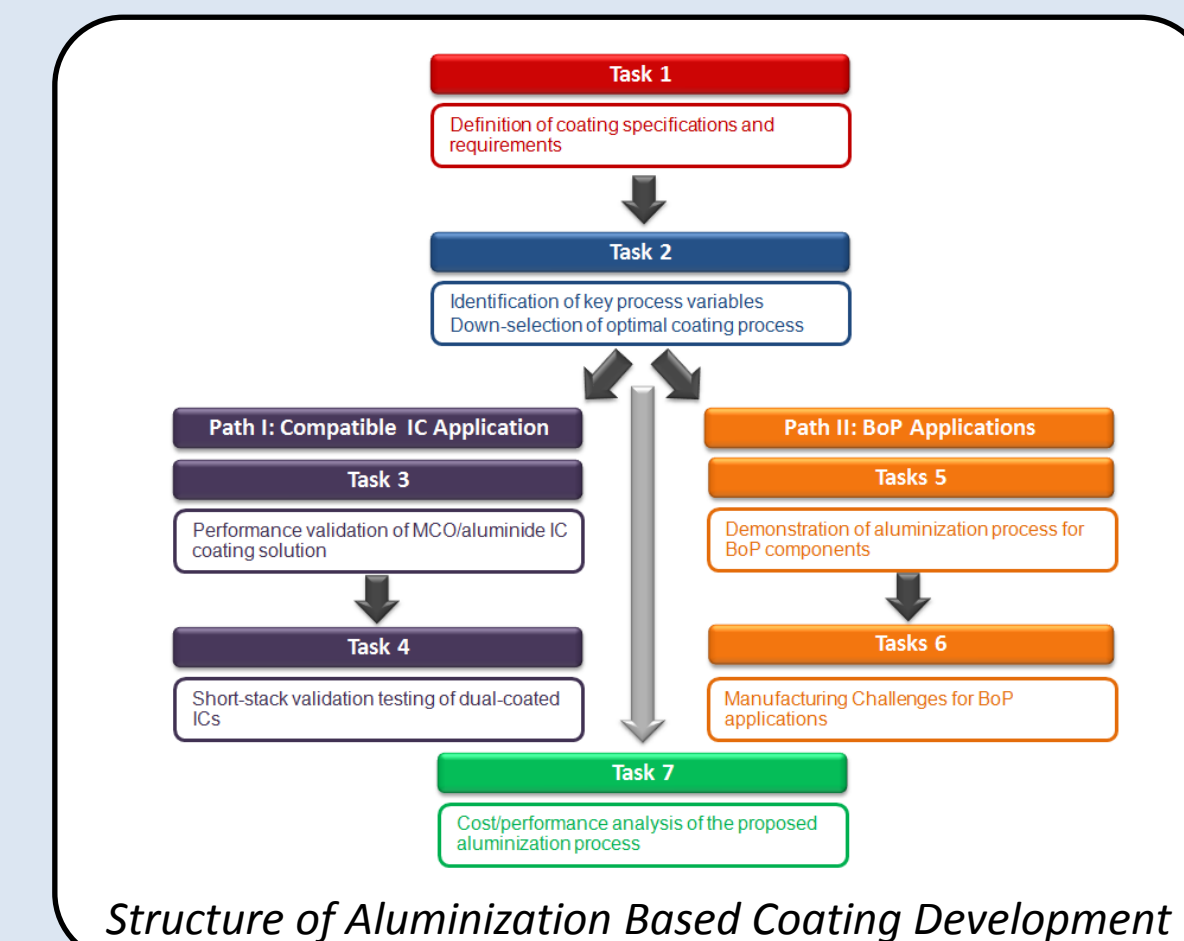 Task 1
Definition of coating specifications and
requirements
Task 2
Identification of key process variables
Down-selection of optimal coating process
Path I: Compatible IC Application
Task 3
Performance validation of MCO/aluminide IC
coating solution
Task 4
Short-stack validation testing of dual-coated
ICs
Path II: BoP Applications
Tasks 5
Demonstration of aluminization process for
BoP components
Tasks 6
Manufacturing Challenges for BoP
applications
Task 7
Cost/performance analysis of the proposed
aluminization process
Structure of Aluminization Based Coating Development